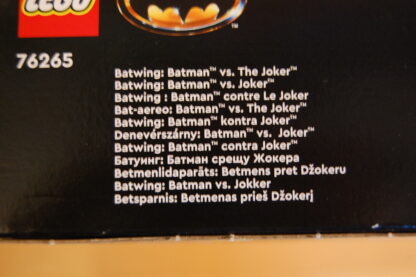 LEGO
76265
Batwing: Batman™ vs. The Joker™
Batwing: Batman™ vs. Joker™
Batwing : Batman™ contre Le Joker
Bat-aereo: Batman™ vs. The Joker™
Batwing: Batman™ kontra Joker™
Denevérszárny: Batman™ vs. Joker™
Batwing: Batman™ contra Joker™
Батуинг: Батман срещу Жокера
Betmenlidaparāts: Betmens pret Džokeru
Batwing: Batman vs. Jokker
Betsparnis: Betmenas prieš Džokerį